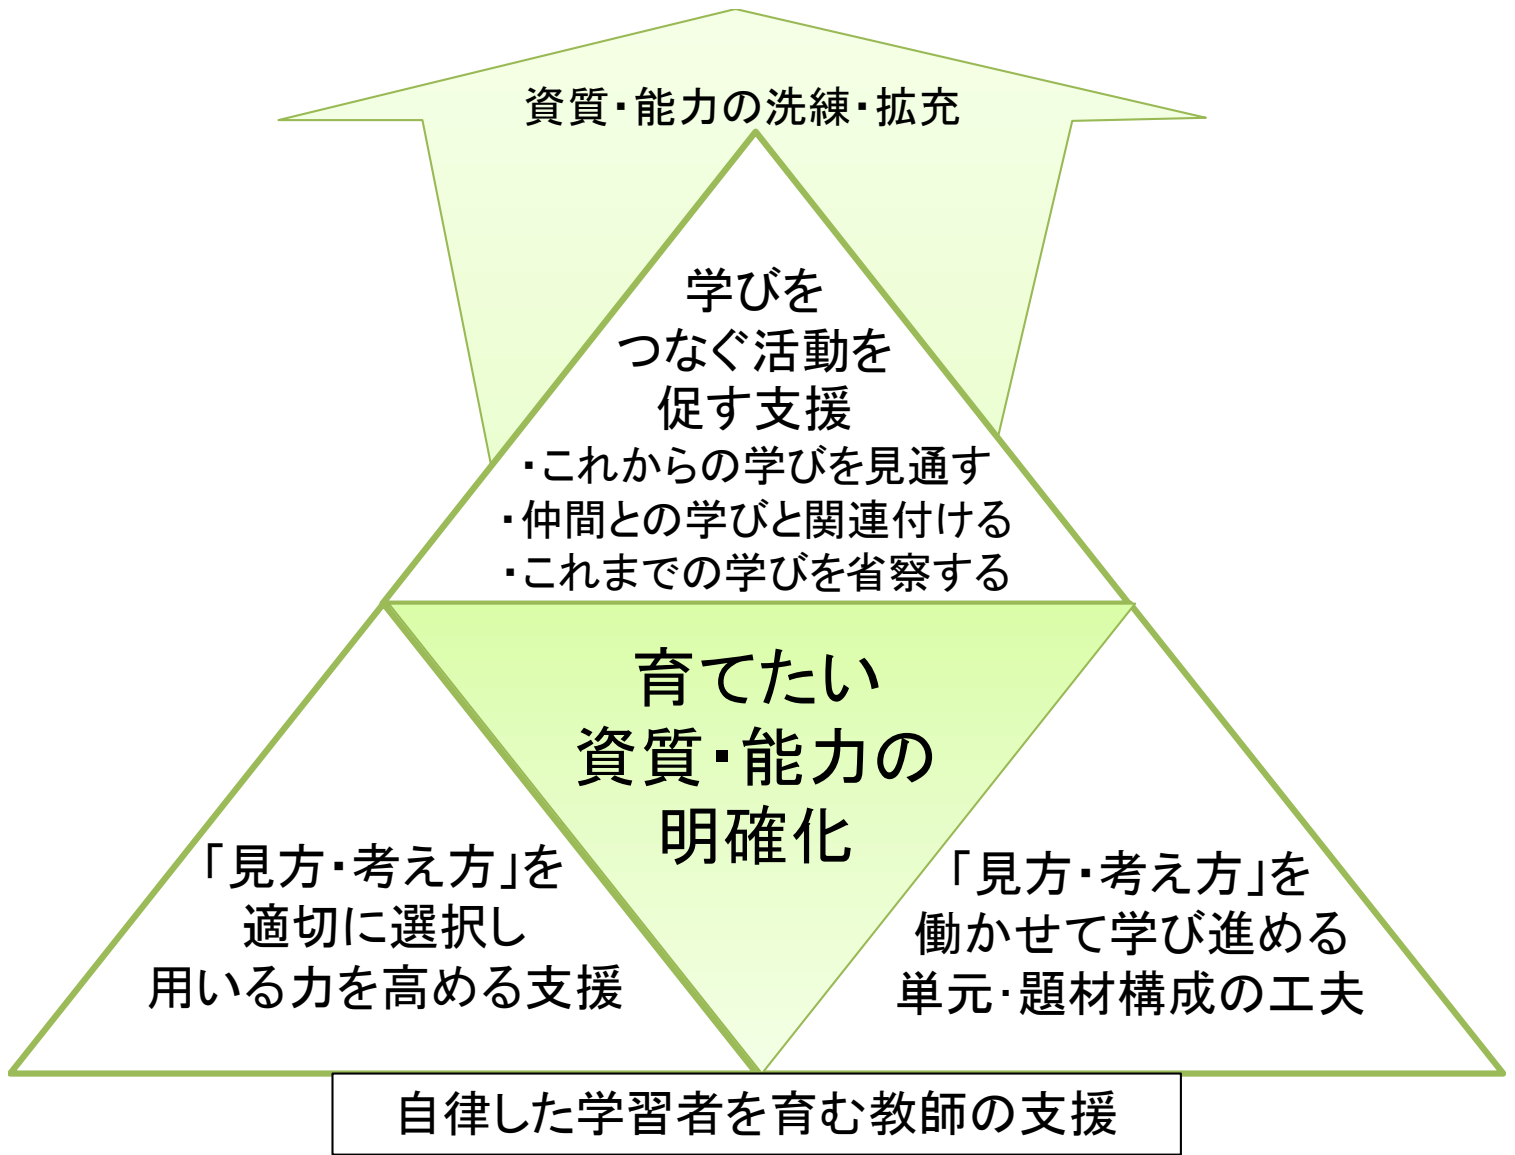 資質・能力の洗練・拡充
学びを
つなぐ活動を
促す支援
・これからの学びを見通す
・仲間との学びと関連付ける
・これまでの学びを省察する
育てたい
資質・能力の
明確化
「見方・考え方」を
適切に選択し
用いる力を高める支援
「見方・考え方」を
働かせて学び進める
単元・題材構成の工夫
自律した学習者を育む教師の支援